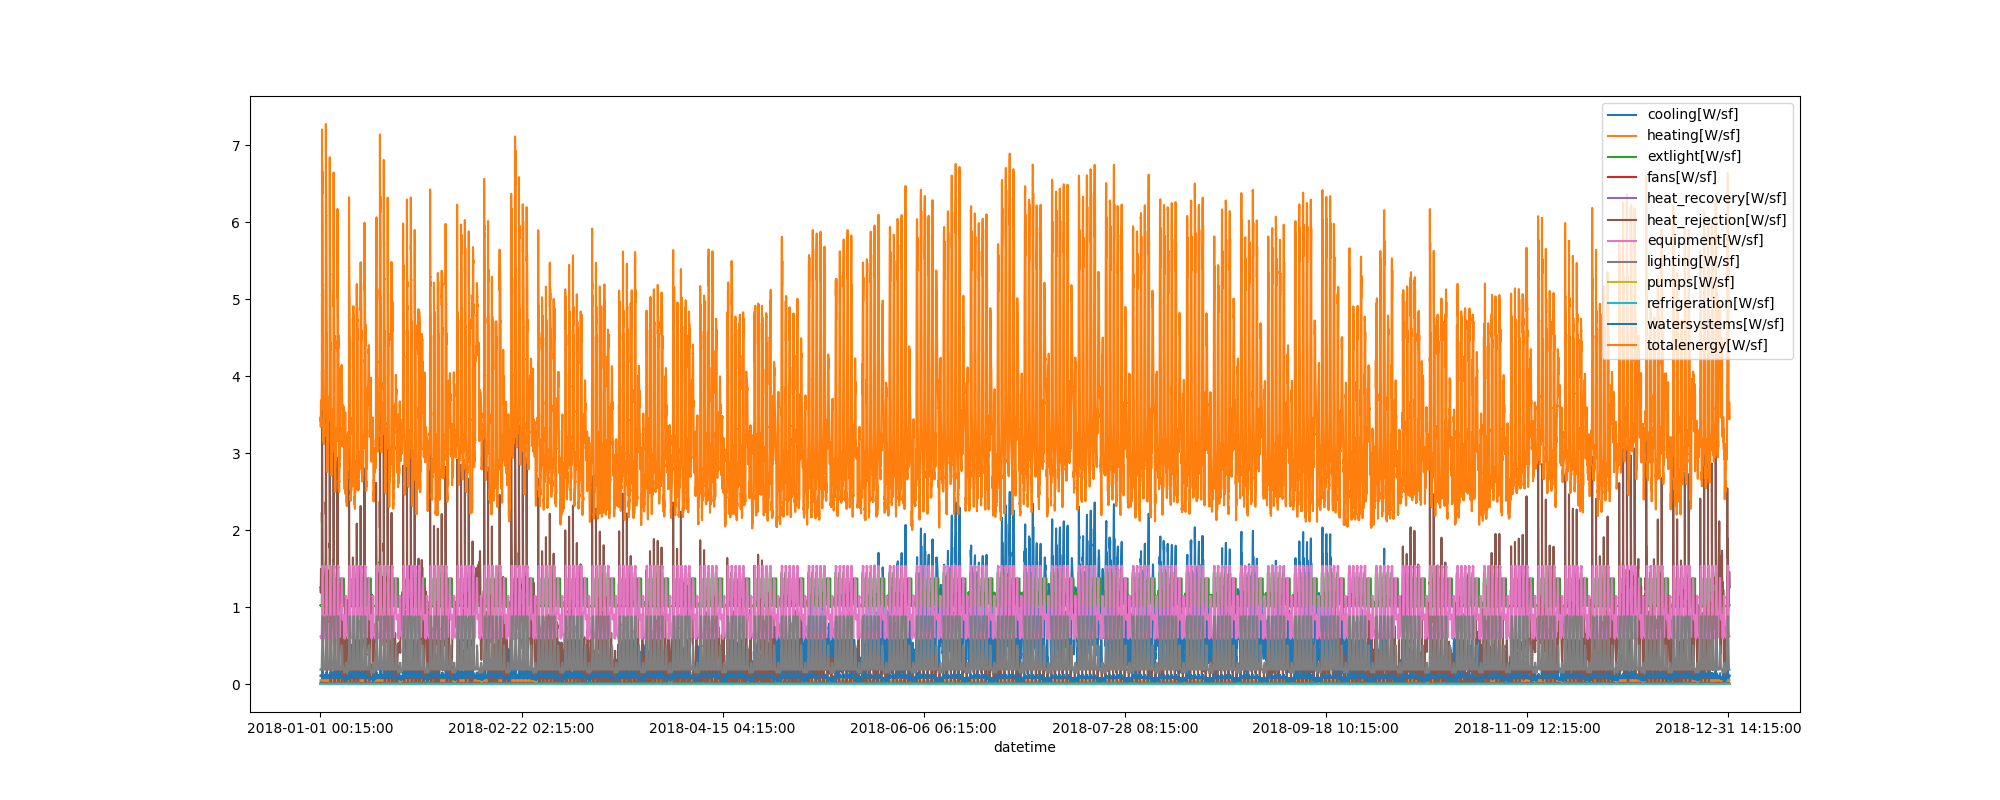 7
6
5
4
3
2
1
0
cooling[W/sf]
heating[W/sf]
extlight[W/sf]
fans[W/sf]
heat_recovery[W/sf]
heat_rejection[W/sf]
equipment[W/sf]
lighting[W/sf]
pumps[W/sf]
refrigeration[W/sf]
watersystems[W/sf]
totalenergy[W/sf]
2018-01-01 00:15:00 2018-02-22 02:15:00 2018-04-15 04:15:00 2018-06-06 06:15:00 2018-07-28 08:15:00 2018-09-18 10:15:00 2018-11-09 12:15:00 2018-12-31 14:15:00
datetime